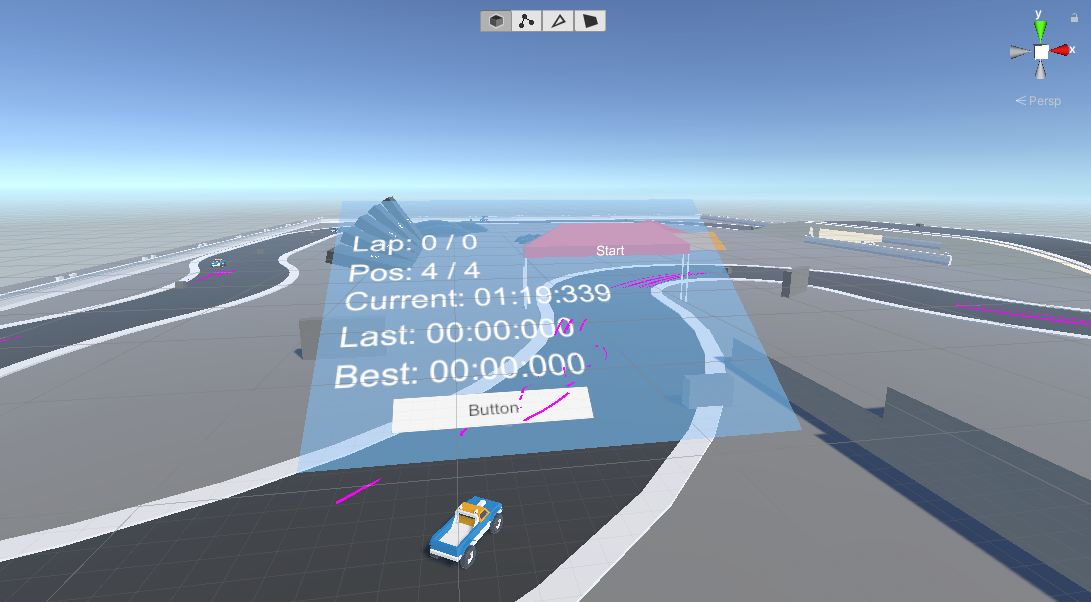 y
x
Persp
Start
Lap: 0 / 0
Pos: 4 / 4
Current: 01:19:339
Last: 00:00:000
Best: 00:00:000
Button